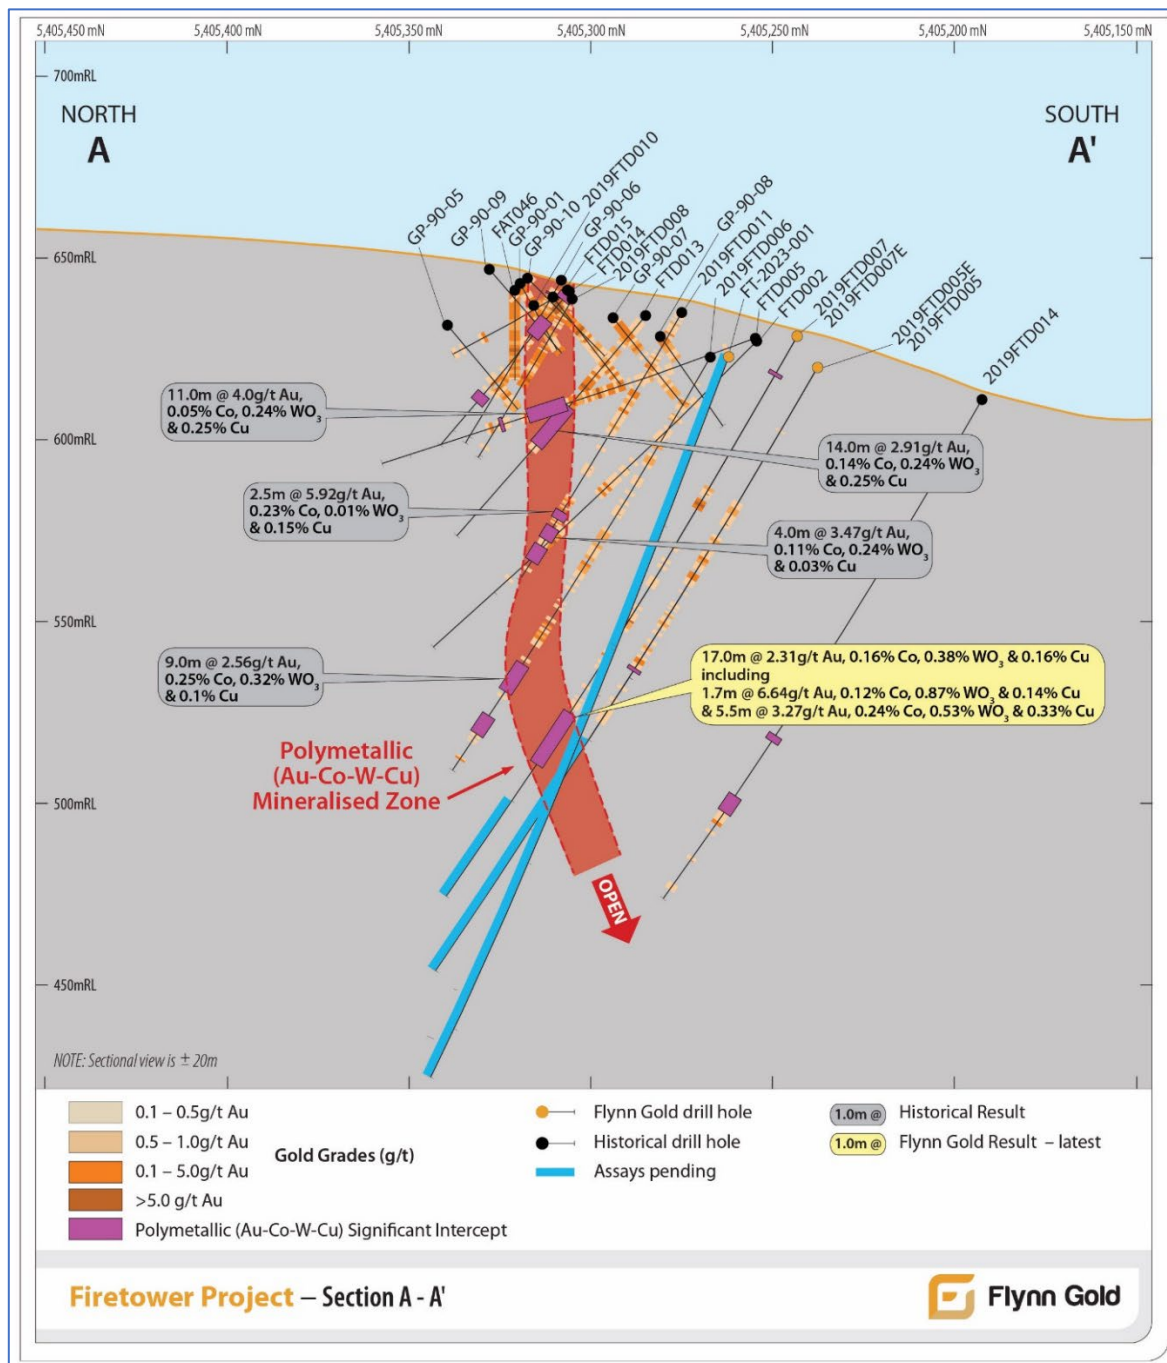 5,405,450 mN
5,405,400 mN
5,405,350 mN
5,405,300 mN
5,405,250 mN
5,405,200 mN
5,405,150 mN
700mRL
NORTH
A
SOUTH
A'
GP-90-05
GP-90-09
FAT046
GP-90-01
GP-90-10
2019FTD010
GP-90-06
FTD015
FTD014
2019FTD008
GP-90-07
FTD013
GP-90-08
2019FTD011
2019FTD006
FT-2023-001
FTD005
FTD002
2019FTD007
2019FTD007E
2019FTD005E
2019FTD005
2019FTD014
650mRL
11.0m @ 4.0g/t Au,
0.05% Co, 0.24% WO₃
& 0.25% Cu
600mRL
14.0m @ 2.91g/t Au,
0.14% Co, 0.24% WO₃
& 0.25% Cu
2.5m @ 5.92g/t Au,
0.23% Co, 0.01% WO₃
& 0.15% Cu
4.0m @ 3.47g/t Au,
0.11% Co, 0.24% WO₃
& 0.03% Cu
550mRL
9.0m @ 2.56g/t Au,
0.25% Co, 0.32% WO₃
& 0.1% Cu
17.0m @ 2.31g/t Au, 0.16% Co, 0.38% WO₃ & 0.16% Cu
including
1.7m @ 6.64g/t Au, 0.12% Co, 0.87% WO₃ & 0.14% Cu
& 5.5m @ 3.27g/t Au, 0.24% Co, 0.53% WO₃ & 0.33% Cu
Polymetallic
(Au-Co-W-Cu)
Mineralised Zone
500mRL
OPEN
450mRL
NOTE: Sectional view is ± 20m
0.1 – 0.5g/t Au
0.5 – 1.0g/t Au
0.1 – 5.0g/t Au
>5.0 g/t Au
Gold Grades (g/t)
Polymetallic (Au-Co-W-Cu) Significant Intercept
Flynn Gold drill hole
Historical drill hole
Assays pending
1.0m @ Historical Result
1.0m @ Flynn Gold Result – latest
Firetower Project – Section A - A'
Flynn Gold